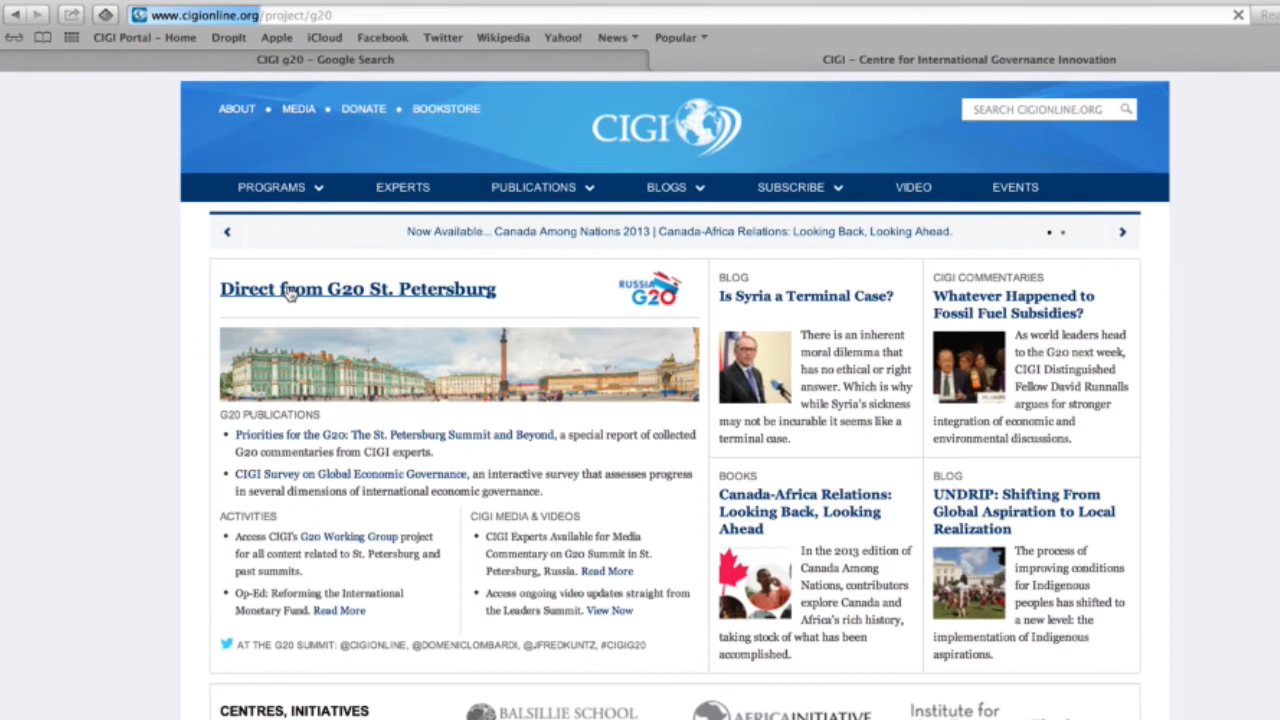 www.cigionline.org/project/g20
CIGI Portal – Home DropIt Apple iCloud Facebook Twitter Wikipedia Yahoo! News Popular
CIGI g20 – Google Search
CIGI – Centre for International Governance Innovation
ABOUT • MEDIA • DONATE • BOOKSTORE
CIGI
SEARCH CIGIONLINE.ORG
PROGRAMS EXPERTS PUBLICATIONS BLOGS SUBSCRIBE VIDEO EVENTS
Now Available... Canada Among Nations 2013 | Canada-Africa Relations: Looking Back, Looking Ahead.
Direct from G20 St. Petersburg
RUSSIA
G20
G20 PUBLICATIONS
• Priorities for the G20: The St. Petersburg Summit and Beyond, a special report of collected
G20 commentaries from CIGI experts.
• CIGI Survey on Global Economic Governance, an interactive survey that assesses progress
in several dimensions of international economic governance.
ACTIVITIES
• Access CIGI's G20 Working Group project
for all content related to St. Petersburg and
past summits.
• Op-Ed: Reforming the International
Monetary Fund. Read More
CIGI MEDIA & VIDEOS
• CIGI Experts Available for Media
Commentary on G20 Summit in St.
Petersburg, Russia. Read More
• Access ongoing video updates straight from
the Leaders Summit. View Now
AT THE G20 SUMMIT: @CIGIONLINE, @DOMENICLOMBARDI, @JFREDKUNTZ, #CIGIG20
BLOG
Is Syria a Terminal Case?
There is an inherent
moral dilemma that
has no ethical or right
answer. Which is why
while Syria's sickness
may not be incurable it seems like a
terminal case.
CIGI COMMENTARIES
Whatever Happened to
Fossil Fuel Subsidies?
As world leaders head
to the G20 next week,
CIGI Distinguished
Fellow David Runnalls
argues for stronger
integration of economic and
environmental discussions.
BOOKS
Canada-Africa Relations:
Looking Back, Looking
Ahead
In the 2013 edition of
Canada Among
Nations, contributors
explore Canada and
Africa's rich history,
taking stock of what has been
accomplished.
BLOG
UNDRIP: Shifting From
Global Aspiration to Local
Realization
The process of
improving conditions
for Indigenous
peoples has shifted to
a new level: the
implementation of Indigenous
aspirations.
CENTRES, INITIATIVES
BALSILLIE SCHOOL
AFRICAINITIATIVE
Institute for